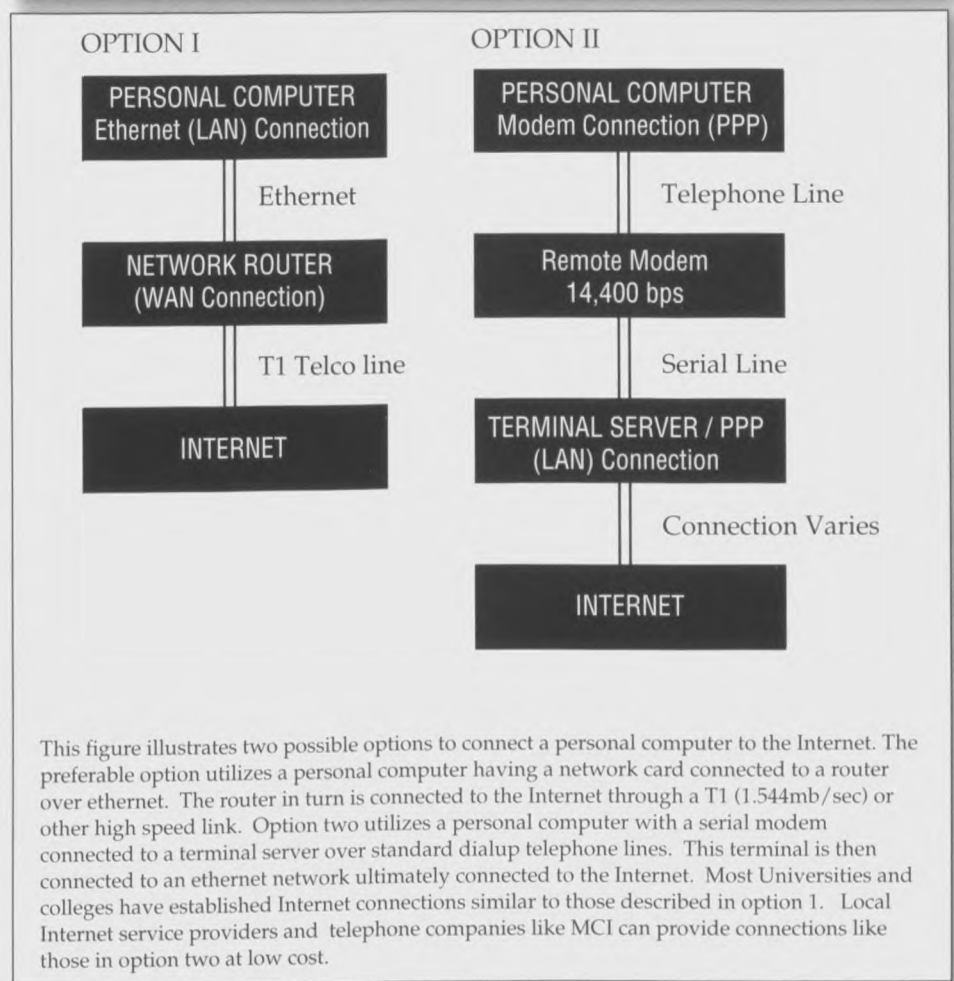 OPTION I
PERSONAL COMPUTER
Ethernet (LAN) Connection
Ethernet
NETWORK ROUTER
(WAN Connection)
T1 Telco line
INTERNET
OPTION II
PERSONAL COMPUTER
Modem Connection (PPP)
Telephone Line
Remote Modem
14,400 bps
Serial Line
TERMINAL SERVER / PPP
(LAN) Connection
Connection Varies
INTERNET
This figure illustrates two possible options to connect a personal computer to the Internet. The
preferable option utilizes a personal computer having a network card connected to a router
over ethernet. The router in turn is connected to the Internet through a T1 (1.544mb/sec) or
other high speed link. Option two utilizes a personal computer with a serial modem
connected to a terminal server over standard dialup telephone lines. This terminal is then
connected to an ethernet network ultimately connected to the Internet. Most Universities and
colleges have established Internet connections similar to those described in option 1. Local
Internet service providers and telephone companies like MCI can provide connections like
those in option two at low cost.